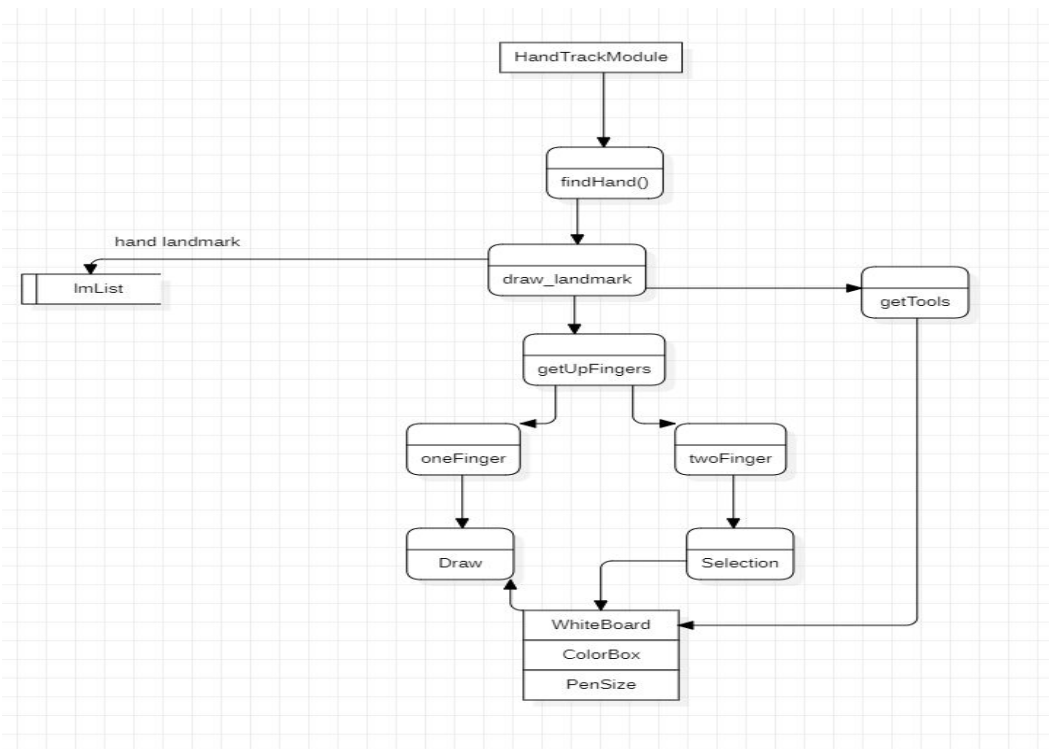 HandTrackModule
findHand()
hand landmark
lmList
draw_landmark
getTools
getUpFingers
oneFinger
twoFinger
Draw
Selection
WhiteBoard
ColorBox
PenSize